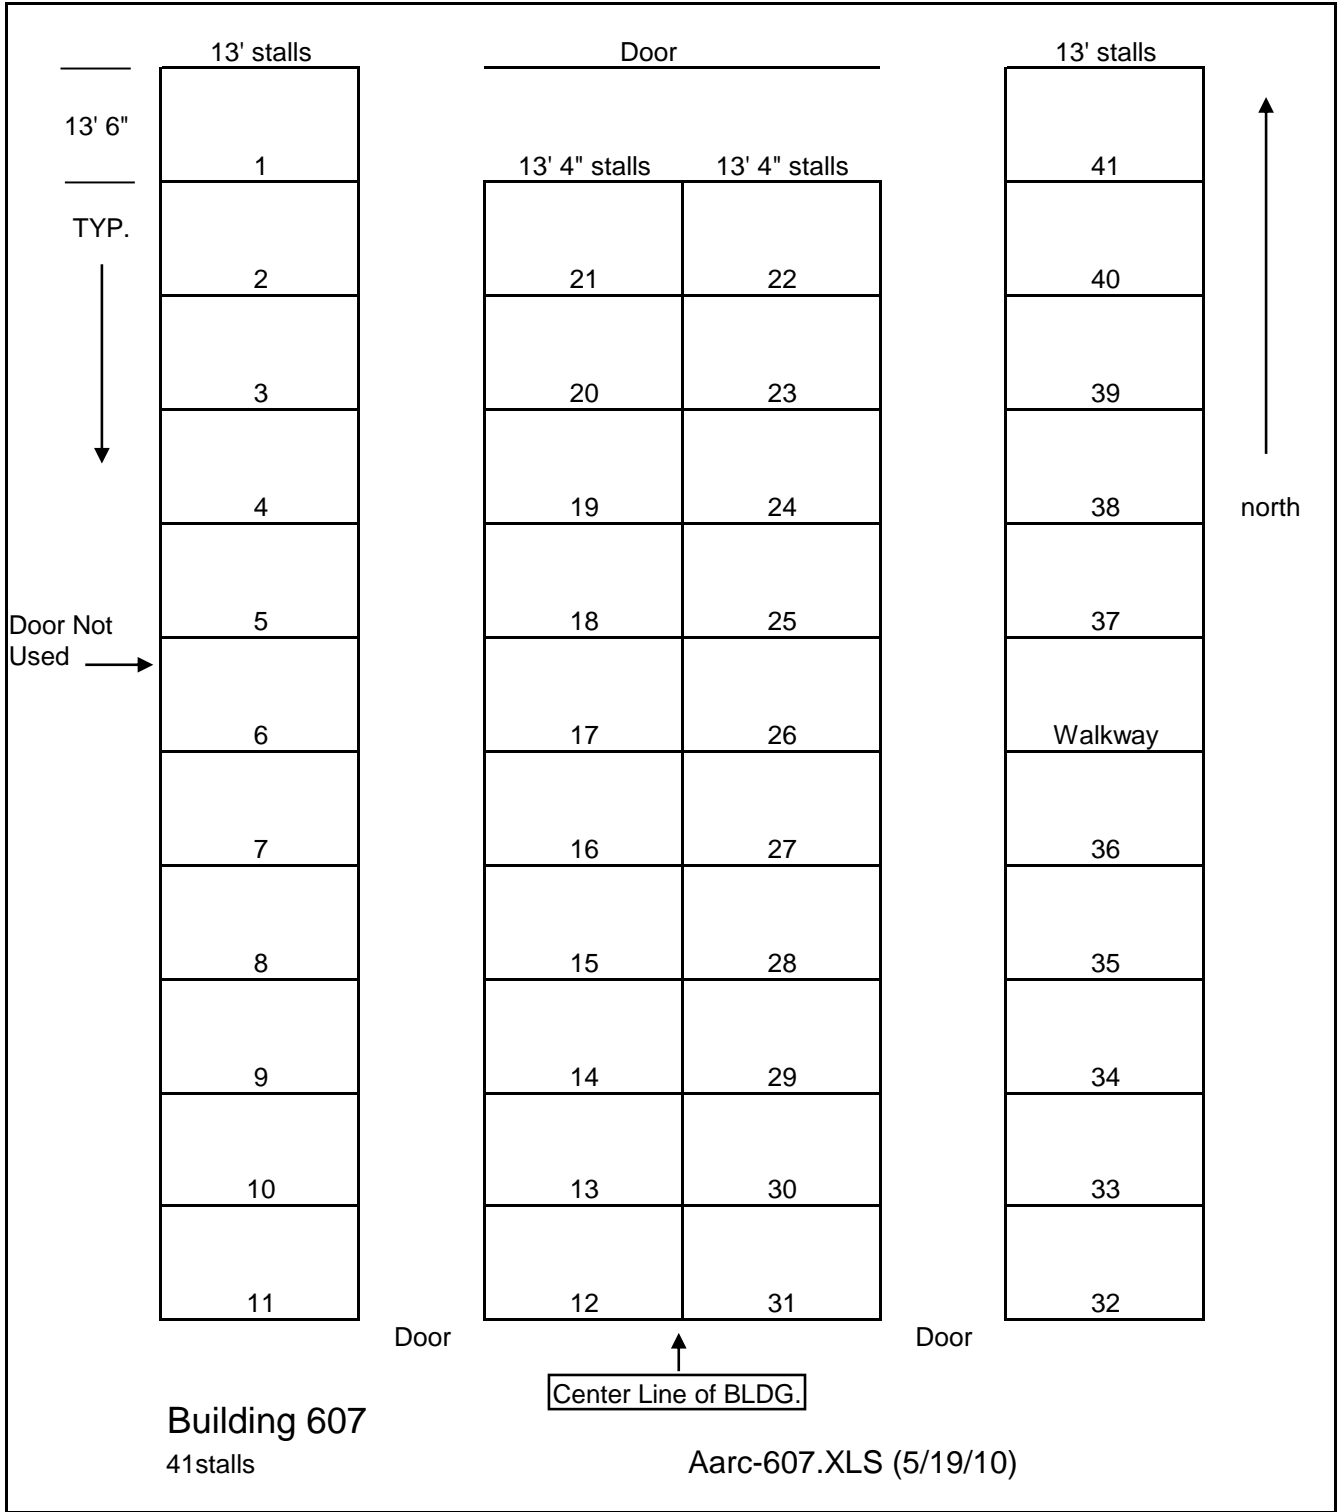 13' stalls Door 13' stalls
13' 6"
1 13' 4" stalls 13' 4" stalls 41
TYP.
2 21 22 40
3 20 23 39
4 19 24 38 north
Door Not 5 18 25 37
Used
6 17 26 Walkway
7 16 27 36
8 15 28 35
9 14 29 34
10 13 30 33
11 12 31 32
Door Door
Center Line of BLDG.
Building 607
41stalls Aarc-607.XLS (5/19/10)